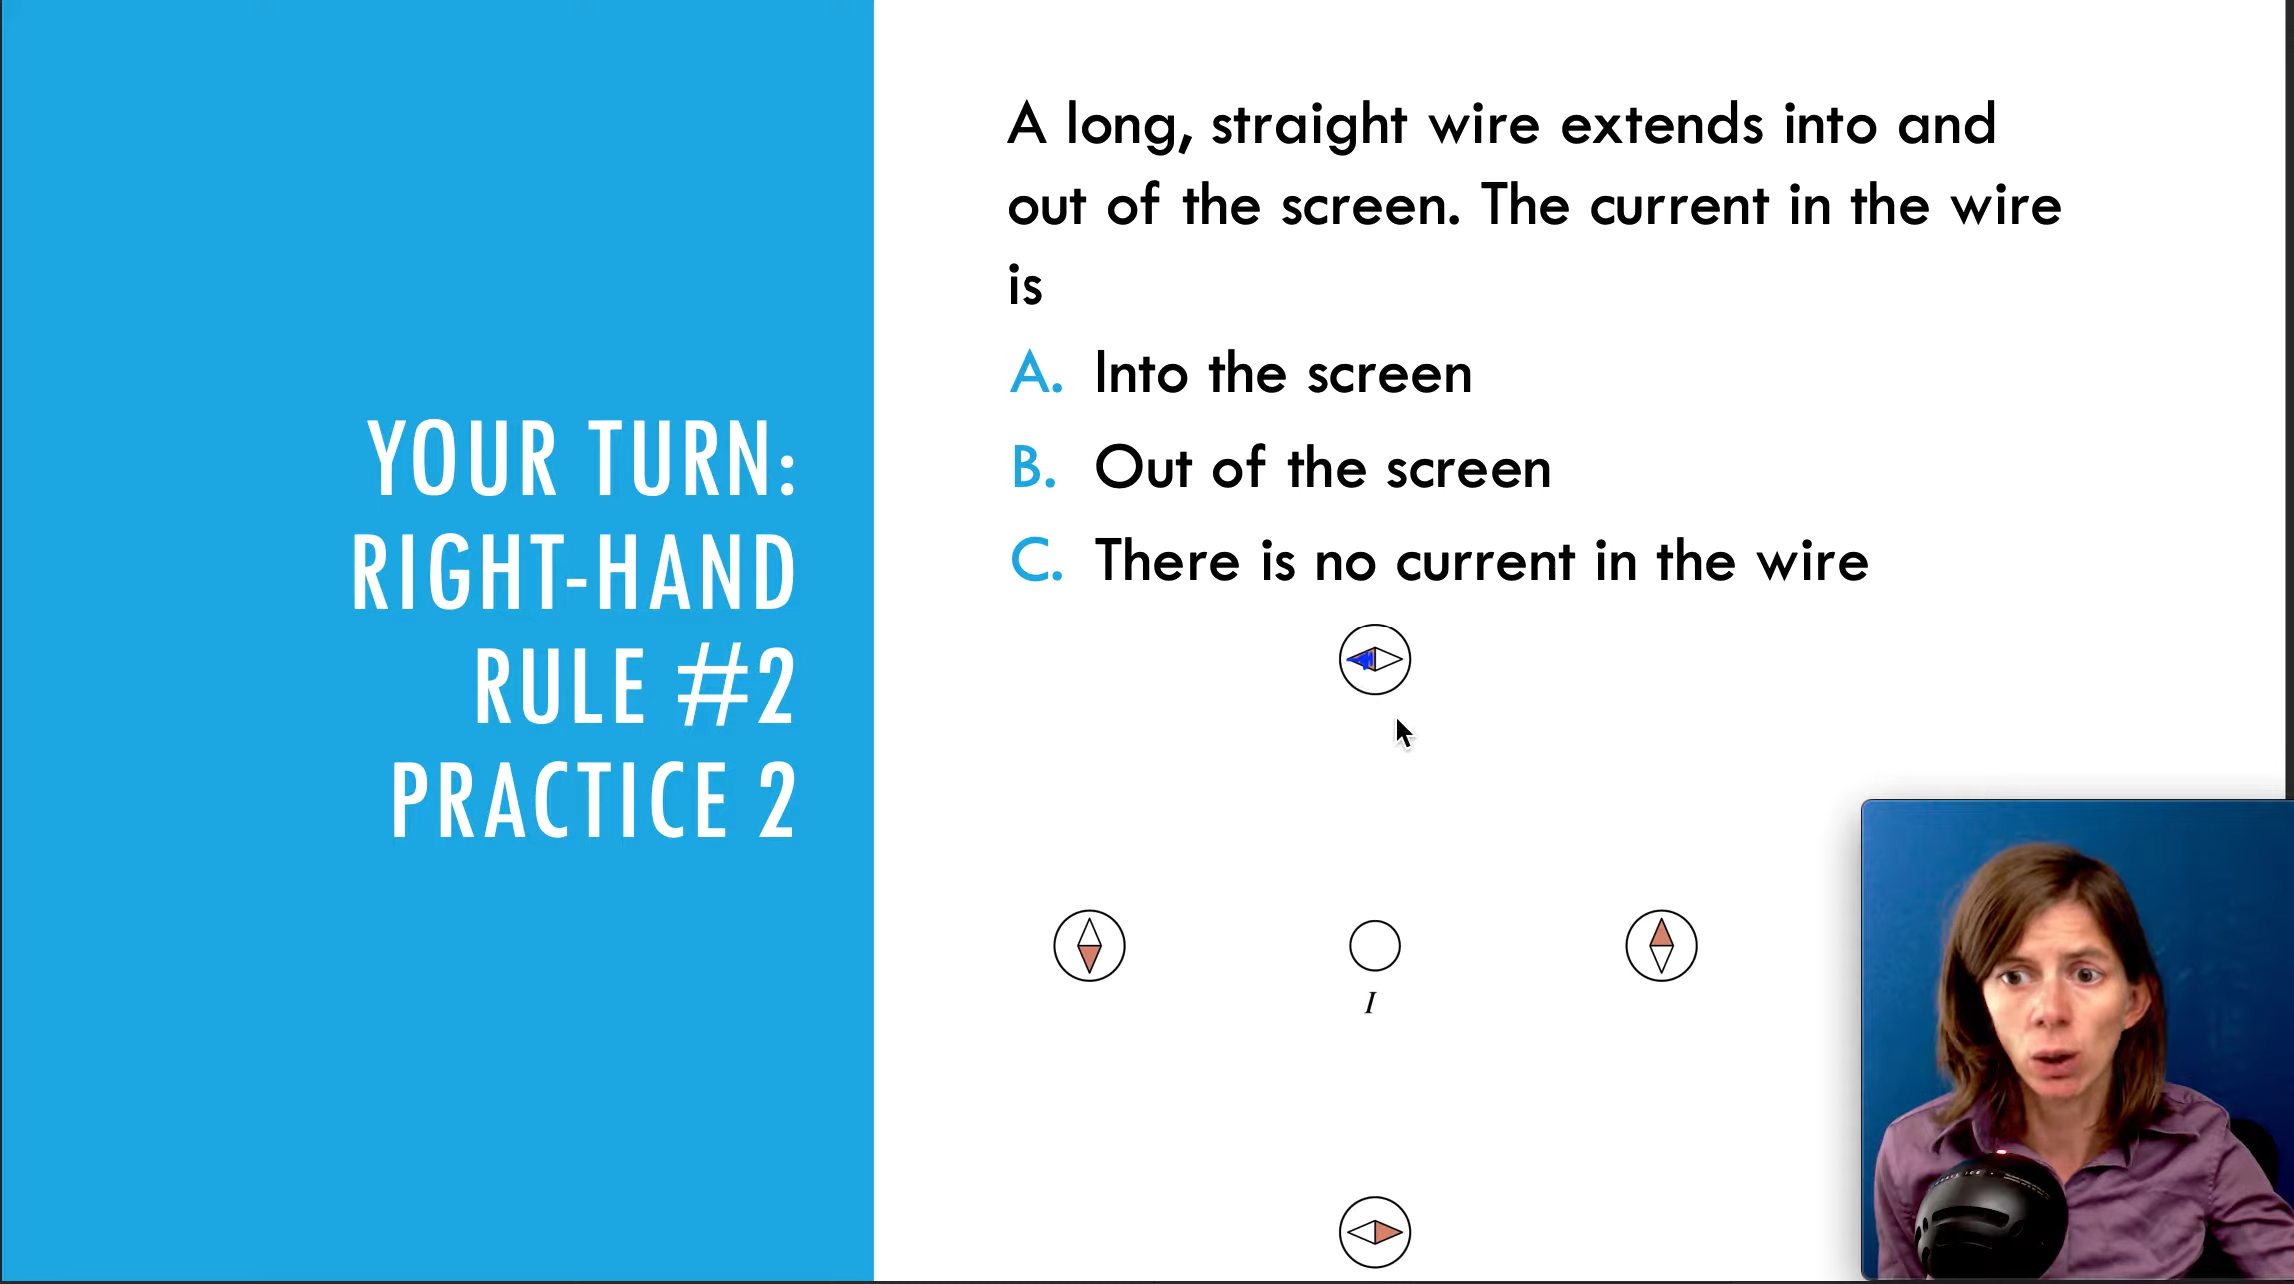 YOUR TURN:
RIGHT-HAND
RULE #2
PRACTICE 2
A long, straight wire extends into and
out of the screen. The current in the wire
is
A. Into the screen
B. Out of the screen
C. There is no current in the wire
I